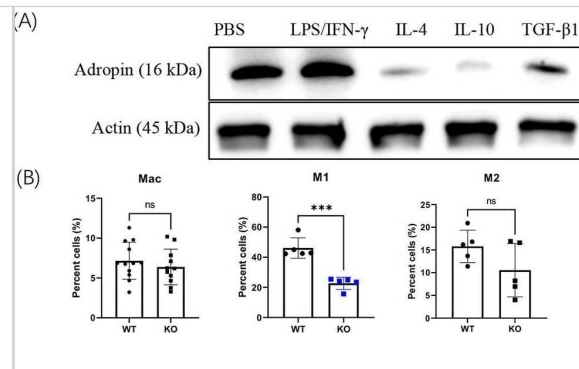 (A)
PBS LPS/IFN-γ IL-4 IL-10 TGF-β1
Adropin (16 kDa)
Actin (45 kDa)
(B)
Mac M1 M2
ns *** ns
Percent cells (%) Percent cells (%) Percent cells (%)
15 80 25
10 60 20
5 40 15
0 20 10
0 5
0
WT KO WT KO WT KO